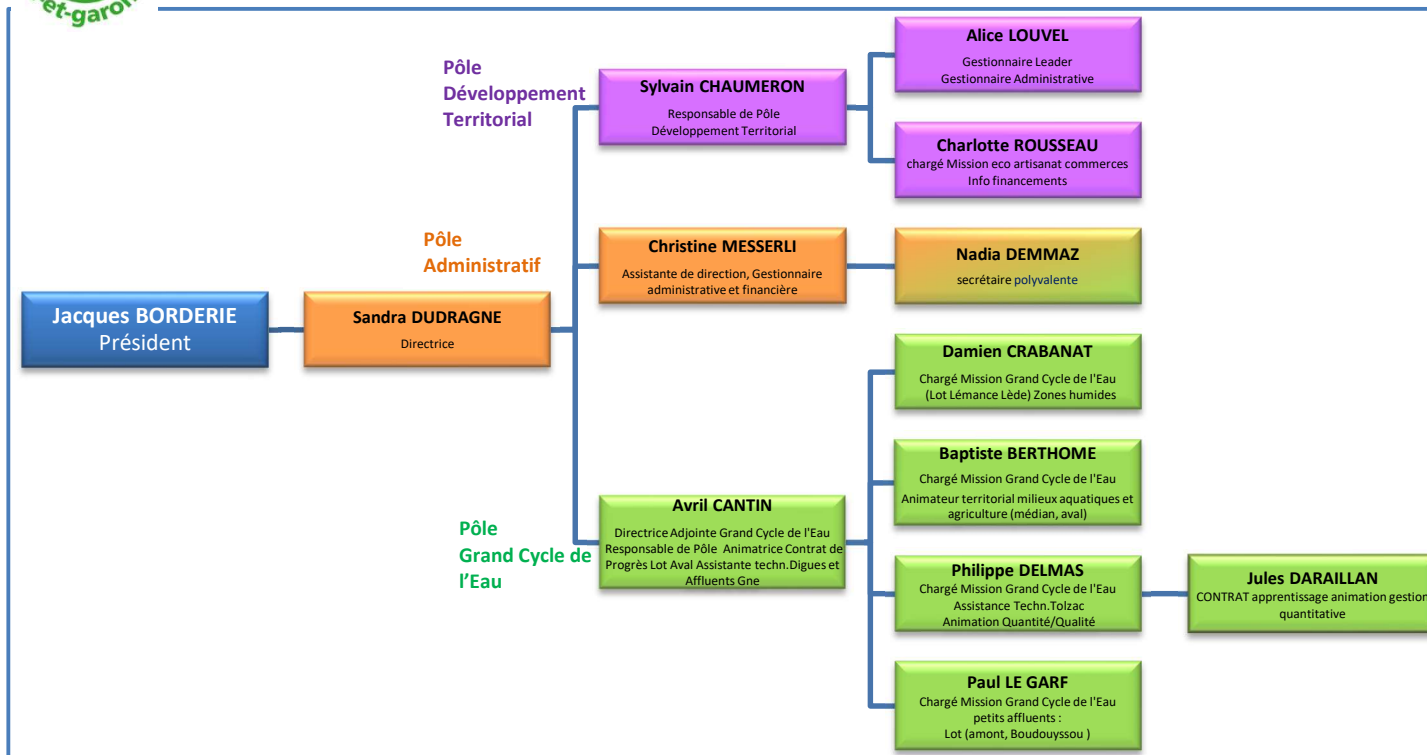 et-garon
Pôle
Développement
Territorial
Sylvain CHAUMERON
Responsable de Pôle
Développement Territorial
Alice LOUVEL
Gestionnaire Leader
Gestionnaire Administrative
Charlotte ROUSSEAU
chargé Mission eco artisanat commerces
Info financements
Pôle
Administratif
Christine MESSERLI
Assistante de direction, Gestionnaire
administrative et financière
Nadia DEMMAZ
secrétaire polyvalente
Jacques BORDERIE
Président
Sandra DUDRAGNE
Directrice
Pôle
Grand Cycle de
l’Eau
Avril CANTIN
Directrice Adjointe Grand Cycle de l'Eau
Responsable de Pôle Animatrice Contrat de
Progrès Lot Aval Assistante techn.Digues et
Affluents Gne
Damien CRABANAT
Chargé Mission Grand Cycle de l'Eau
(Lot Lémance Lède) Zones humides
Baptiste BERTHOME
Chargé Mission Grand Cycle de l'Eau
Animateur territorial milieux aquatiques et
agriculture (médian, aval)
Philippe DELMAS
Chargé Mission Grand Cycle de l'Eau
Assistance Techn.Tolzac
Animation Quantité/Qualité
Jules DARAILLAN
CONTRAT apprentissage animation gestion
quantitative
Paul LE GARF
Chargé Mission Grand Cycle de l'Eau
petits affluents :
Lot (amont, Boudouyssou )